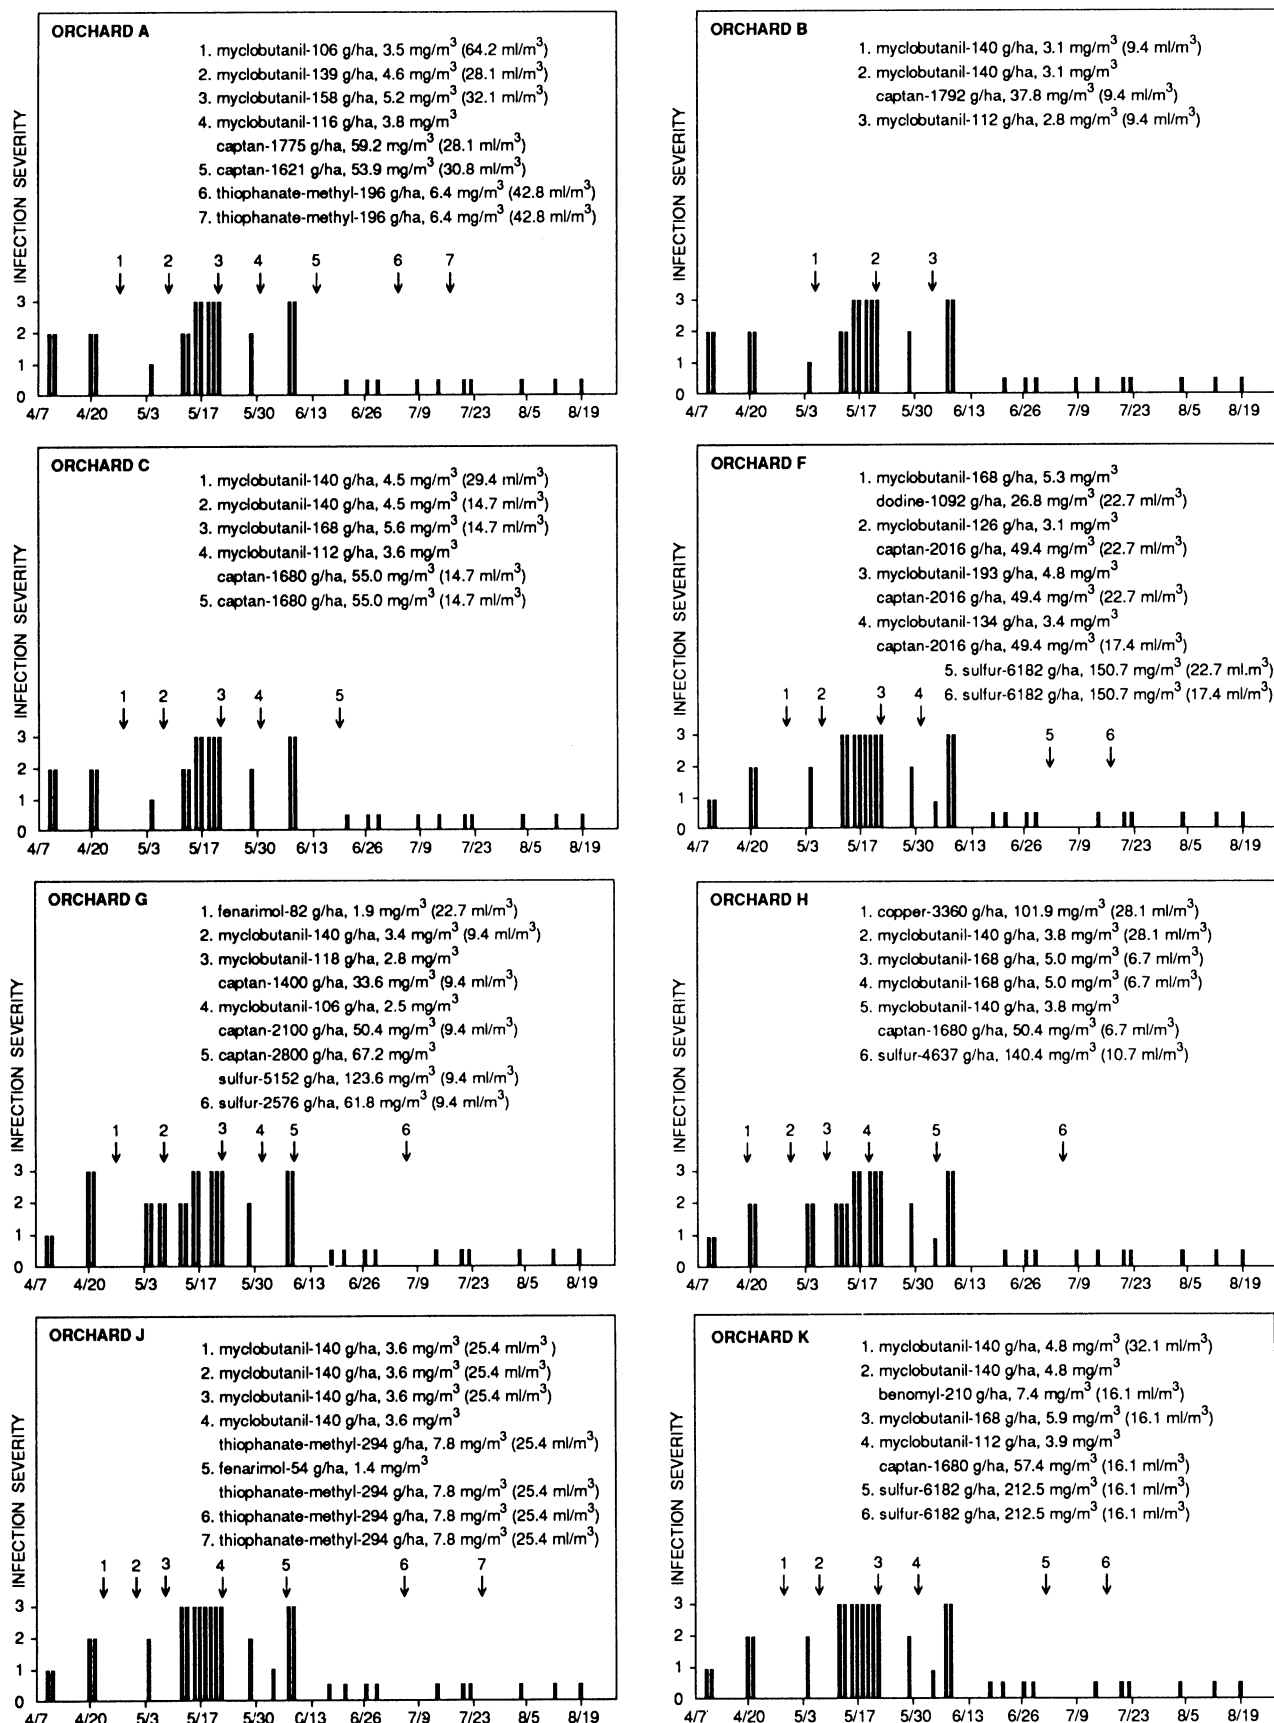 ORCHARD A
1. myclobutanil-106 g/ha, 3.5 mg/m³ (64.2 ml/m³)
2. myclobutanil-139 g/ha, 4.6 mg/m³ (28.1 ml/m³)
3. myclobutanil-158 g/ha, 5.2 mg/m³ (32.1 ml/m³)
4. myclobutanil-116 g/ha, 3.8 mg/m³
captan-1775 g/ha, 59.2 mg/m³ (28.1 ml/m³)
5. captan-1621 g/ha, 53.9 mg/m³ (30.8 ml/m³)
6. thiophanate-methyl-196 g/ha, 6.4 mg/m³ (42.8 ml/m³)
7. thiophanate-methyl-196 g/ha, 6.4 mg/m³ (42.8 ml/m³)
INFECTION SEVERITY
1 2 3 4 5 6 7
3
2
1
0
4/7 4/20 5/3 5/17 5/30 6/13 6/26 7/9 7/23 8/5 8/19
ORCHARD B
1. myclobutanil-140 g/ha, 3.1 mg/m³ (9.4 ml/m³)
2. myclobutanil-140 g/ha, 3.1 mg/m³
captan-1792 g/ha, 37.8 mg/m³ (9.4 ml/m³)
3. myclobutanil-112 g/ha, 2.8 mg/m³ (9.4 ml/m³)
INFECTION SEVERITY
1 2 3
3
2
1
0
4/7 4/20 5/3 5/17 5/30 6/13 6/26 7/9 7/23 8/5 8/19
ORCHARD C
1. myclobutanil-140 g/ha, 4.5 mg/m³ (29.4 ml/m³)
2. myclobutanil-140 g/ha, 4.5 mg/m³ (14.7 ml/m³)
3. myclobutanil-168 g/ha, 5.6 mg/m³ (14.7 ml/m³)
4. myclobutanil-112 g/ha, 3.6 mg/m³
captan-1680 g/ha, 55.0 mg/m³ (14.7 ml/m³)
5. captan-1680 g/ha, 55.0 mg/m³ (14.7 ml/m³)
INFECTION SEVERITY
1 2 3 4 5
3
2
1
0
4/7 4/20 5/3 5/17 5/30 6/13 6/26 7/9 7/23 8/5 8/19
ORCHARD F
1. myclobutanil-168 g/ha, 5.3 mg/m³
dodine-1092 g/ha, 26.8 mg/m³ (22.7 ml/m³)
2. myclobutanil-126 g/ha, 3.1 mg/m³
captan-2016 g/ha, 49.4 mg/m³ (22.7 ml/m³)
3. myclobutanil-193 g/ha, 4.8 mg/m³
captan-2016 g/ha, 49.4 mg/m³ (22.7 ml/m³)
4. myclobutanil-134 g/ha, 3.4 mg/m³
captan-2016 g/ha, 49.4 mg/m³ (17.4 ml/m³)
5. sulfur-6182 g/ha, 150.7 mg/m³ (22.7 ml.m³)
6. sulfur-6182 g/ha, 150.7 mg/m³ (17.4 ml/m³)
INFECTION SEVERITY
1 2 3 4 5 6
3
2
1
0
4/7 4/20 5/3 5/17 5/30 6/13 6/26 7/9 7/23 8/5 8/19
ORCHARD G
1. fenarimol-82 g/ha, 1.9 mg/m³ (22.7 ml/m³)
2. myclobutanil-140 g/ha, 3.4 mg/m³ (9.4 ml/m³)
3. myclobutanil-118 g/ha, 2.8 mg/m³
captan-1400 g/ha, 33.6 mg/m³ (9.4 ml/m³)
4. myclobutanil-106 g/ha, 2.5 mg/m³
captan-2100 g/ha, 50.4 mg/m³ (9.4 ml/m³)
5. captan-2800 g/ha, 67.2 mg/m³
sulfur-5152 g/ha, 123.6 mg/m³ (9.4 ml/m³)
6. sulfur-2576 g/ha, 61.8 mg/m³ (9.4 ml/m³)
INFECTION SEVERITY
1 2 3 4 5 6
3
2
1
0
4/7 4/20 5/3 5/17 5/30 6/13 6/26 7/9 7/23 8/5 8/19
ORCHARD H
1. copper-3360 g/ha, 101.9 mg/m³ (28.1 ml/m³)
2. myclobutanil-140 g/ha, 3.8 mg/m³ (28.1 ml/m³)
3. myclobutanil-168 g/ha, 5.0 mg/m³ (6.7 ml/m³)
4. myclobutanil-168 g/ha, 5.0 mg/m³ (6.7 ml/m³)
5. myclobutanil-140 g/ha, 3.8 mg/m³
captan-1680 g/ha, 50.4 mg/m³ (6.7 ml/m³)
6. sulfur-4637 g/ha, 140.4 mg/m³ (10.7 ml/m³)
INFECTION SEVERITY
1 2 3 4 5 6
3
2
1
0
4/7 4/20 5/3 5/17 5/30 6/13 6/26 7/9 7/23 8/5 8/19
ORCHARD J
1. myclobutanil-140 g/ha, 3.6 mg/m³ (25.4 ml/m³ )
2. myclobutanil-140 g/ha, 3.6 mg/m³ (25.4 ml/m³)
3. myclobutanil-140 g/ha, 3.6 mg/m³ (25.4 ml/m³)
4. myclobutanil-140 g/ha, 3.6 mg/m³
thiophanate-methyl-294 g/ha, 7.8 mg/m³ (25.4 ml/m³)
5. fenarimol-54 g/ha, 1.4 mg/m³
thiophanate-methyl-294 g/ha, 7.8 mg/m³ (25.4 ml/m³)
6. thiophanate-methyl-294 g/ha, 7.8 mg/m³ (25.4 ml/m³)
7. thiophanate-methyl-294 g/ha, 7.8 mg/m³ (25.4 ml/m³)
INFECTION SEVERITY
1 2 3 4 5 6 7
3
2
1
0
4/7 4/20 5/3 5/17 5/30 6/13 6/26 7/9 7/23 8/5 8/19
ORCHARD K
1. myclobutanil-140 g/ha, 4.8 mg/m³ (32.1 ml/m³)
2. myclobutanil-140 g/ha, 4.8 mg/m³
benomyl-210 g/ha, 7.4 mg/m³ (16.1 ml/m³)
3. myclobutanil-168 g/ha, 5.9 mg/m³ (16.1 ml/m³)
4. myclobutanil-112 g/ha, 3.9 mg/m³
captan-1680 g/ha, 57.4 mg/m³ (16.1 ml/m³)
5. sulfur-6182 g/ha, 212.5 mg/m³ (16.1 ml/m³)
6. sulfur-6182 g/ha, 212.5 mg/m³ (16.1 ml/m³)
INFECTION SEVERITY
1 2 3 4 5 6
3
2
1
0
4/7 4/20 5/3 5/17 5/30 6/13 6/26 7/9 7/23 8/5 8/19